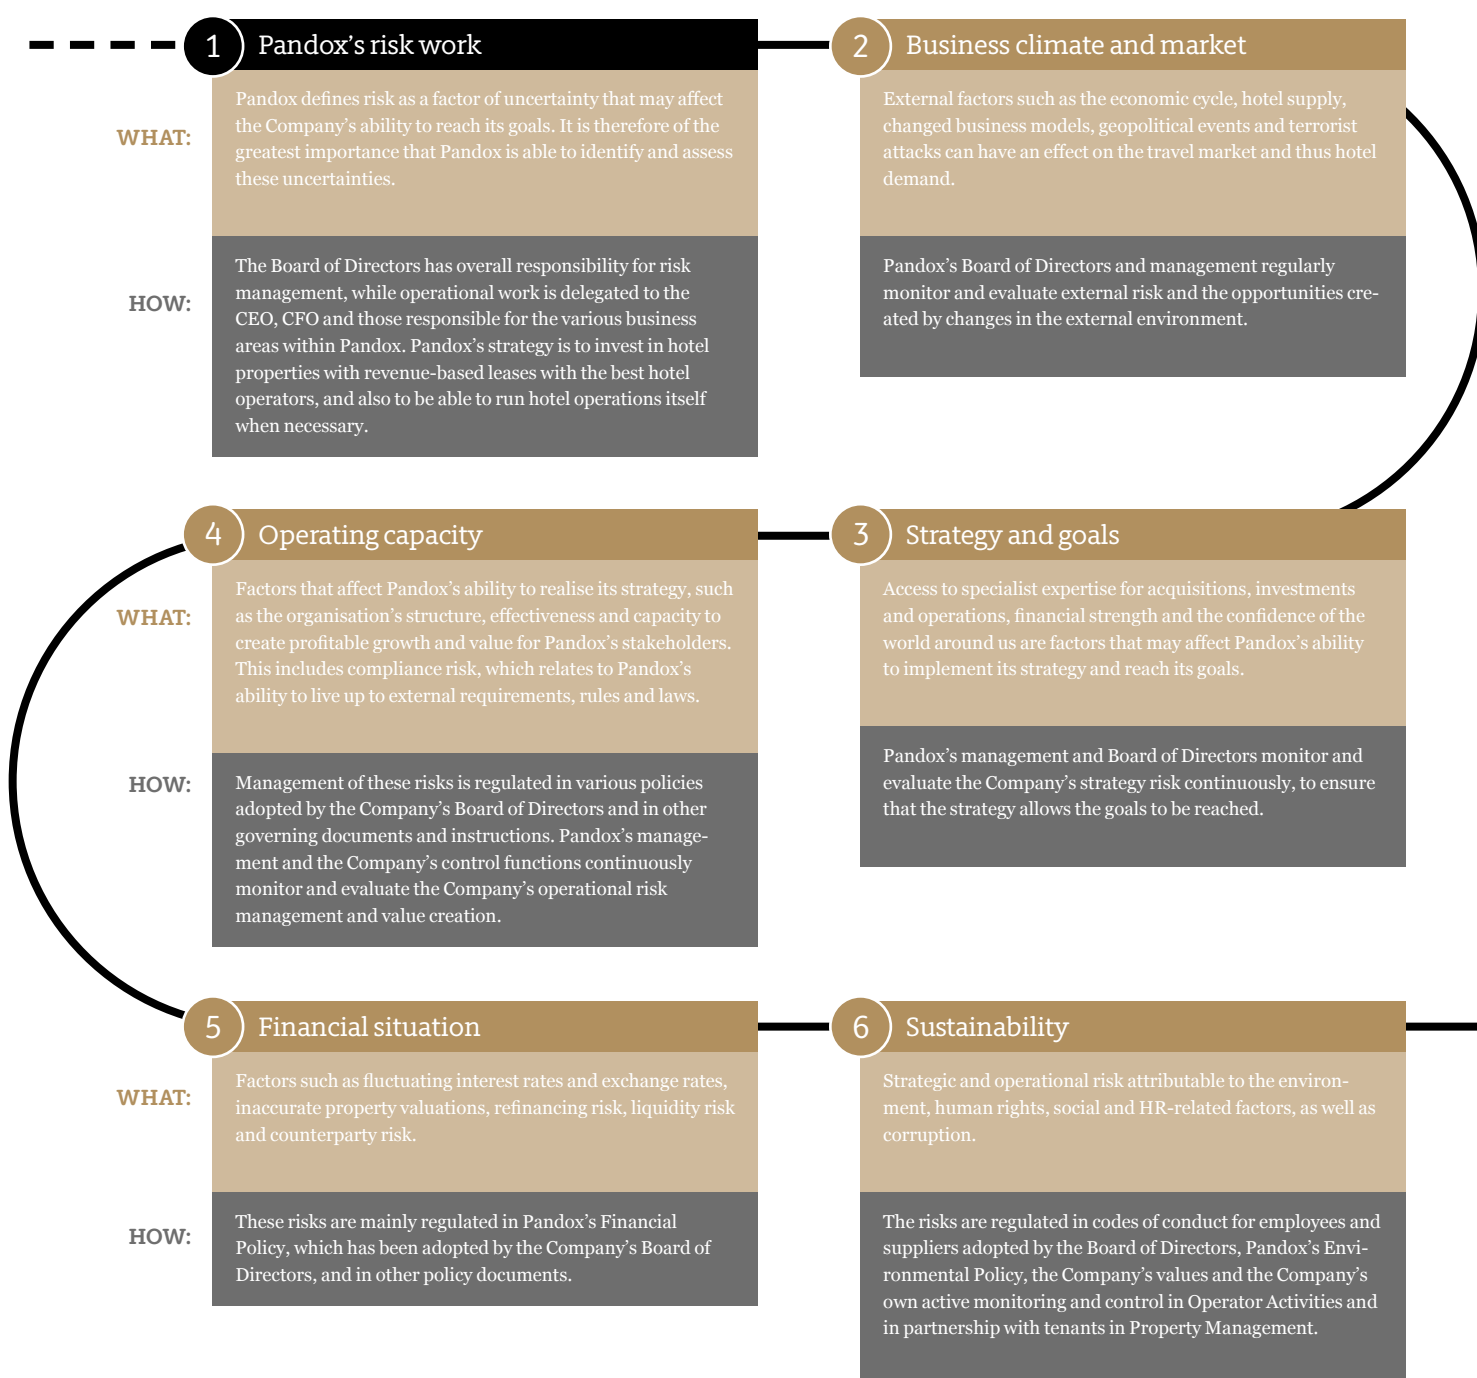 1 Pandox’s risk work
WHAT:
Pandox defines risk as a factor of uncertainty that may affect
the Company’s ability to reach its goals. It is therefore of the
greatest importance that Pandox is able to identify and assess
these uncertainties.
HOW:
The Board of Directors has overall responsibility for risk
management, while operational work is delegated to the
CEO, CFO and those responsible for the various business
areas within Pandox. Pandox’s strategy is to invest in hotel
properties with revenue-based leases with the best hotel
operators, and also to be able to run hotel operations itself
when necessary.
2 Business climate and market
External factors such as the economic cycle, hotel supply,
changed business models, geopolitical events and terrorist
attacks can have an effect on the travel market and thus hotel
demand.
Pandox’s Board of Directors and management regularly
monitor and evaluate external risk and the opportunities cre-
ated by changes in the external environment.
3 Strategy and goals
Access to specialist expertise for acquisitions, investments
and operations, financial strength and the confidence of the
world around us are factors that may affect Pandox’s ability
to implement its strategy and reach its goals.
Pandox’s management and Board of Directors monitor and
evaluate the Company’s strategy risk continuously, to ensure
that the strategy allows the goals to be reached.
4 Operating capacity
WHAT:
Factors that affect Pandox’s ability to realise its strategy, such
as the organisation’s structure, effectiveness and capacity to
create profitable growth and value for Pandox’s stakeholders.
This includes compliance risk, which relates to Pandox’s
ability to live up to external requirements, rules and laws.
HOW:
Management of these risks is regulated in various policies
adopted by the Company’s Board of Directors and in other
governing documents and instructions. Pandox’s manage-
ment and the Company’s control functions continuously
monitor and evaluate the Company’s operational risk
management and value creation.
5 Financial situation
WHAT:
Factors such as fluctuating interest rates and exchange rates,
inaccurate property valuations, refinancing risk, liquidity risk
and counterparty risk.
HOW:
These risks are mainly regulated in Pandox’s Financial
Policy, which has been adopted by the Company’s Board of
Directors, and in other policy documents.
6 Sustainability
Strategic and operational risk attributable to the environ-
ment, human rights, social and HR-related factors, as well as
corruption.
The risks are regulated in codes of conduct for employees and
suppliers adopted by the Board of Directors, Pandox’s Envi-
ronmental Policy, the Company’s values and the Company’s
own active monitoring and control in Operator Activities and
in partnership with tenants in Property Management.